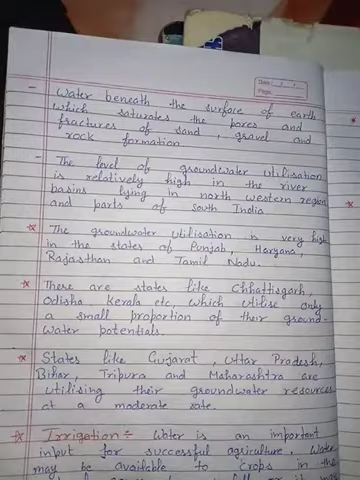 Date: / /
Page:
- Water beneath the surface of earth
which saturates the pores and
fractures of sand, gravel and
rock formation
- The level of groundwater utilisation
is relatively high in the river
basins lying in north western region
and parts of South India
* The groundwater utilisation is very high
in the states of Punjab, Haryana,
Rajasthan and Tamil Nadu.
* There are states like Chhattisgarh,
Odisha Kerala etc, which utilise only
a small proportion of their ground-
water potentials.
* States like Gujarat, Uttar Pradesh,
Bihar, Tripura and Maharashtra are
utilising their groundwater resources
at a moderate rate.
* Irrigation ÷ Water is an important
input for successful agriculture. Water
may be available to crops in the